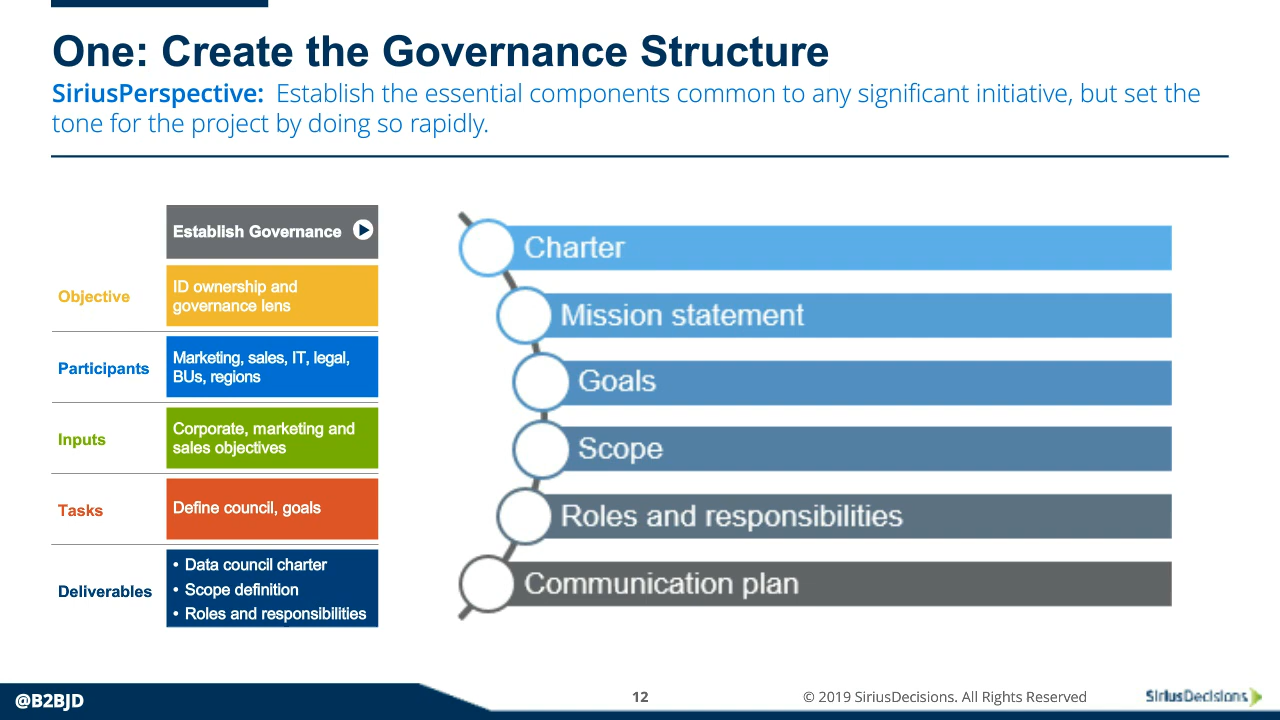 One: Create the Governance Structure
SiriusPerspective: Establish the essential components common to any significant initiative, but set the
tone for the project by doing so rapidly.
Establish Governance
Objective
ID ownership and
governance lens
Participants
Marketing, sales, IT, legal,
BUs, regions
Inputs
Corporate, marketing and
sales objectives
Tasks
Define council, goals
Deliverables
• Data council charter
• Scope definition
• Roles and responsibilities
Charter
Mission statement
Goals
Scope
Roles and responsibilities
Communication plan
@B2BJD
12
© 2019 SiriusDecisions. All Rights Reserved
SiriusDecisions